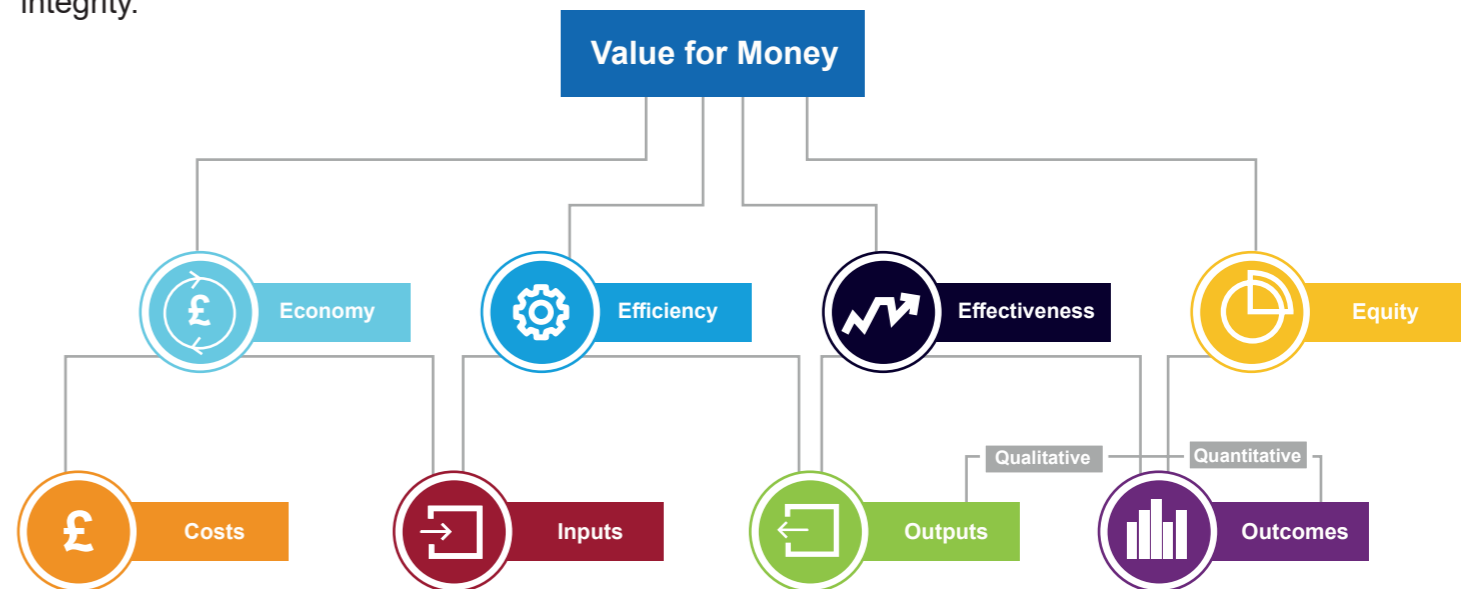 integrity.
Value for Money
Economy
Efficiency
Effectiveness
Equity
Qualitative
Quantitative
£
Costs
Inputs
Outputs
Outcomes
£